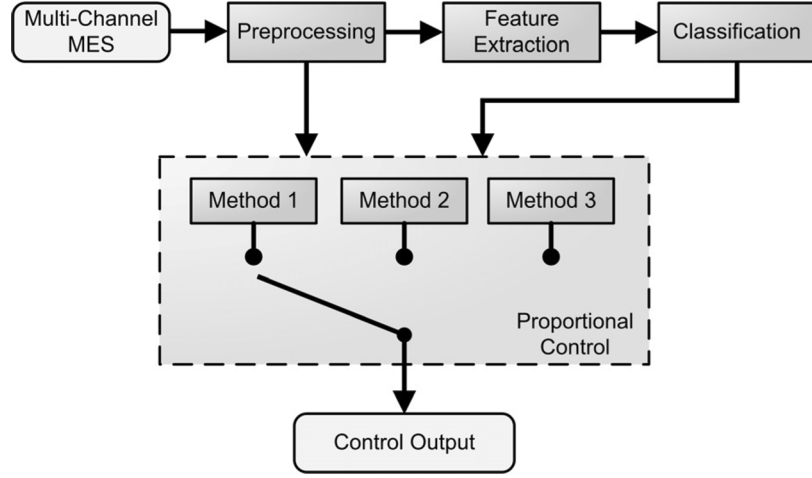 Multi-Channel
MES
Preprocessing
Feature
Extraction
Classification
Method 1
Method 2
Method 3
Proportional
Control
Control Output